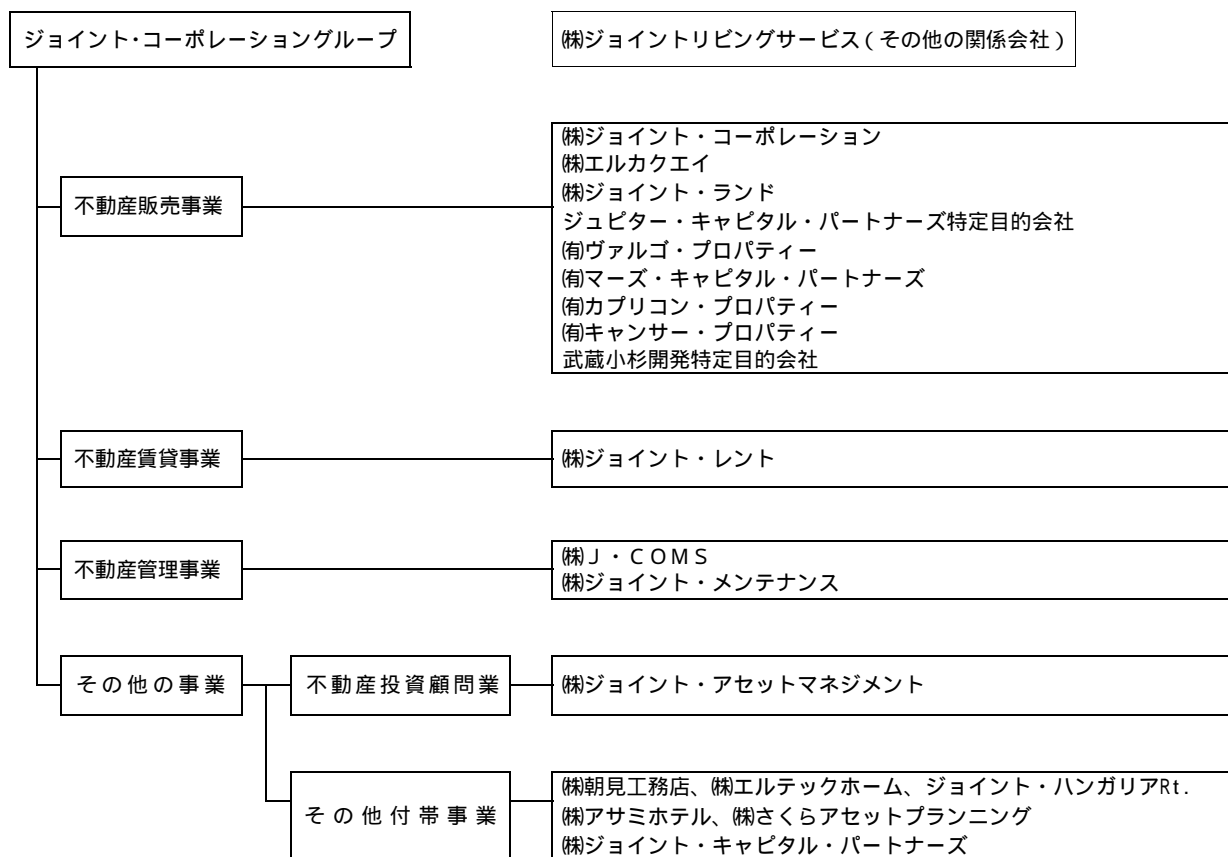 ジョイント・コーポレーショングループ
㈱ジョイントリビングサービス(その他の関係会社)
不動産販売事業
㈱ジョイント・コーポレーション
㈱エルカクエイ
㈱ジョイント・ランド
ジュピター・キャピタル・パートナーズ特定目的会社
㈲ヴァルゴ・プロパティー
㈲マーズ・キャピタル・パートナーズ
㈲カプリコン・プロパティー
㈲キャンサー・プロパティー
武蔵小杉開発特定目的会社
不動産賃貸事業
㈱ジョイント・レント
不動産管理事業
㈱J・COMS
㈱ジョイント・メンテナンス
その他の事業
不動産投資顧問業
㈱ジョイント・アセットマネジメント
その他付帯事業
㈱朝見工務店、㈱エルテックホーム、ジョイント・ハンガリアRt.
㈱アサミホテル、㈱さくらアセットプランニング
㈱ジョイント・キャピタル・パートナーズ